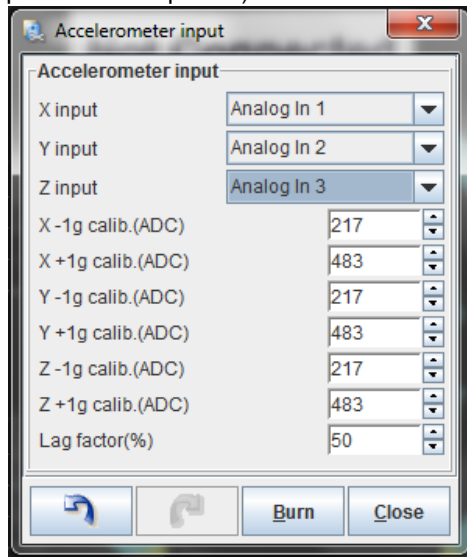 Accelerometer input
Accelerometer input
X input Analog In 1
Y input Analog In 2
Z input Analog In 3
X -1g calib.(ADC) 217
X +1g calib.(ADC) 483
Y -1g calib.(ADC) 217
Y +1g calib.(ADC) 483
Z -1g calib.(ADC) 217
Z +1g calib.(ADC) 483
Lag factor(%) 50
Burn Close